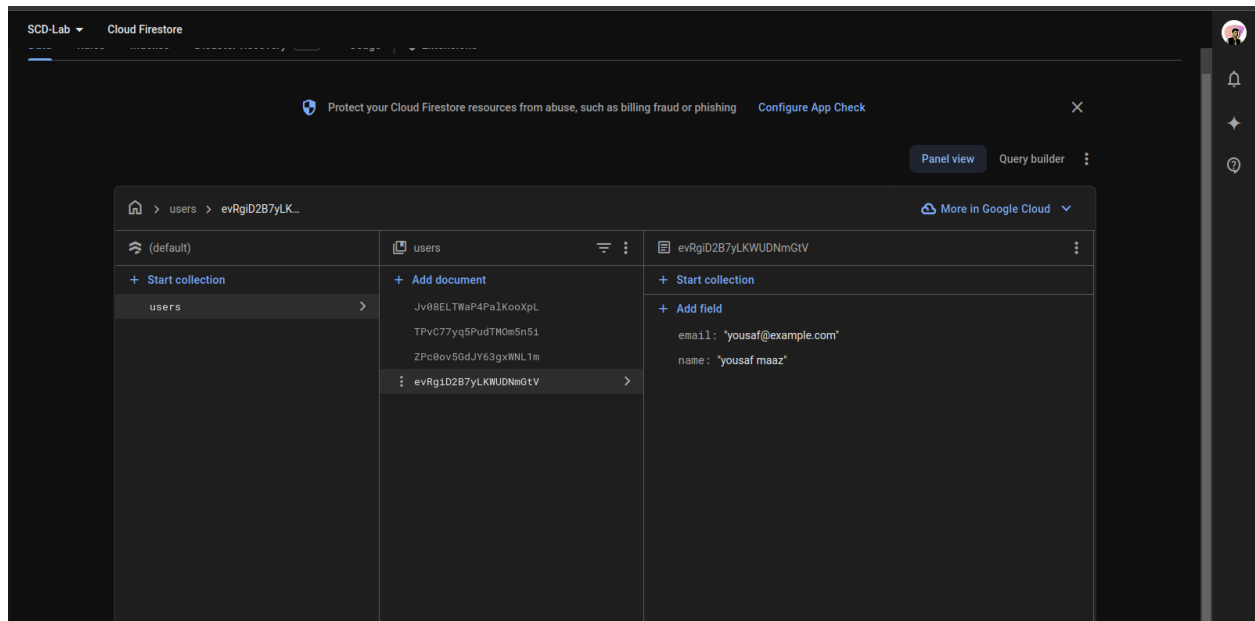 SCD-Lab Cloud Firestore
Protect your Cloud Firestore resources from abuse, such as billing fraud or phishing Configure App Check
Panel view Query builder
users evRgiD2B7yLK... More in Google Cloud
(default) users evRgiD2B7yLKWUDNmGtV
+ Start collection + Add document + Start collection
users Jv08ELTWaP4PalKooXpL + Add field
TPvC77yq5PudTMOm5n5i email: "yousaf@example.com"
ZPc0ov5GdJY63gxWNL1m name: "yousaf maaz"
evRgiD2B7yLKWUDNmGtV